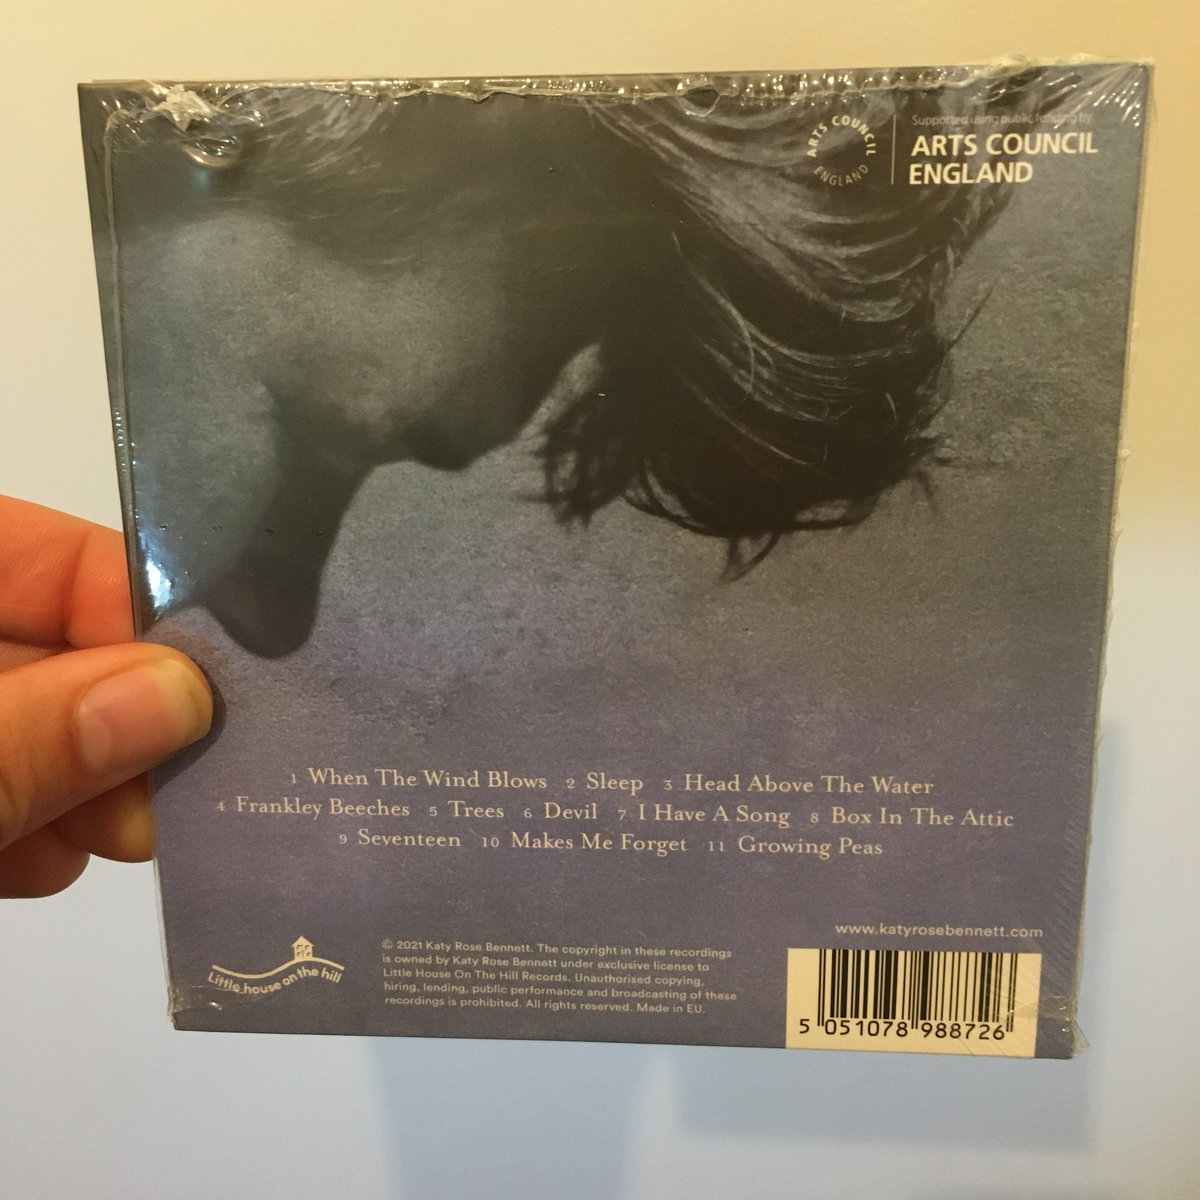 ARTS COUNCIL
ENGLAND
Supported using public funding by
ARTS COUNCIL
ENGLAND
1 When The Wind Blows 2 Sleep 3 Head Above The Water
4 Frankley Beeches 5 Trees 6 Devil 7 I Have A Song 8 Box In The Attic
9 Seventeen 10 Makes Me Forget 11 Growing Peas
www.katyrosebennett.com
Little house on the hill
© 2021 Katy Rose Bennett. The copyright in these recordings
is owned by Katy Rose Bennett under exclusive license to
Little House On The Hill Records. Unauthorised copying,
hiring, lending, public performance and broadcasting of these
recordings is prohibited. All rights reserved. Made in EU.
5 051078 988726